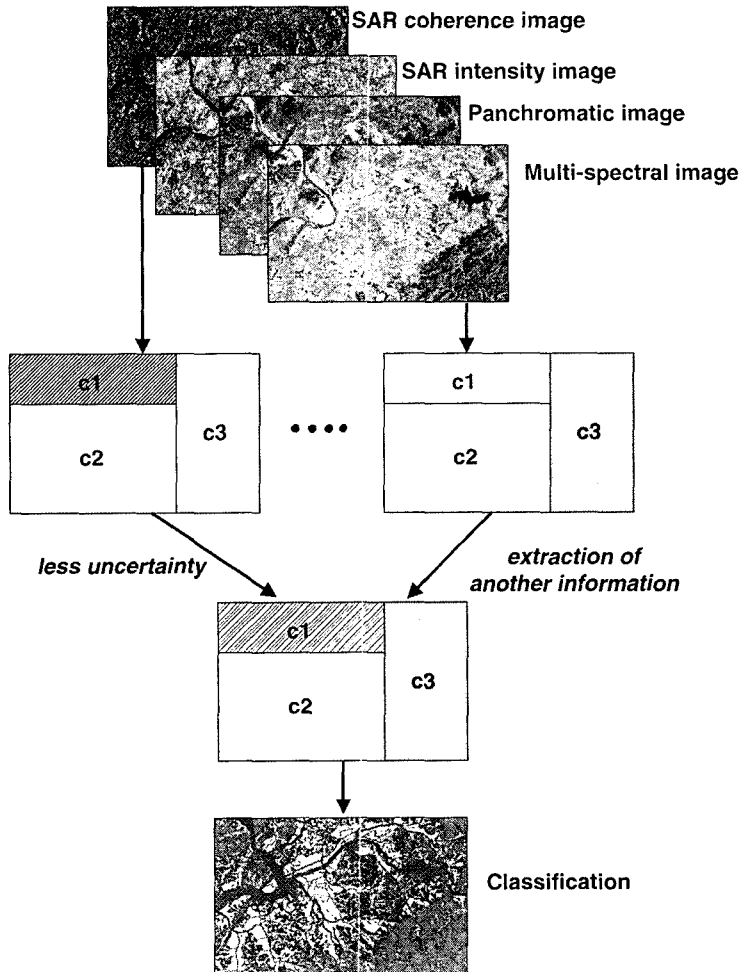 SAR coherence image
SAR intensity image
Panchromatic image
Multi-spectral image
c1
c2
c3
c1
c2
c3
less uncertainty
extraction of
another information
c1
c2
c3
Classification